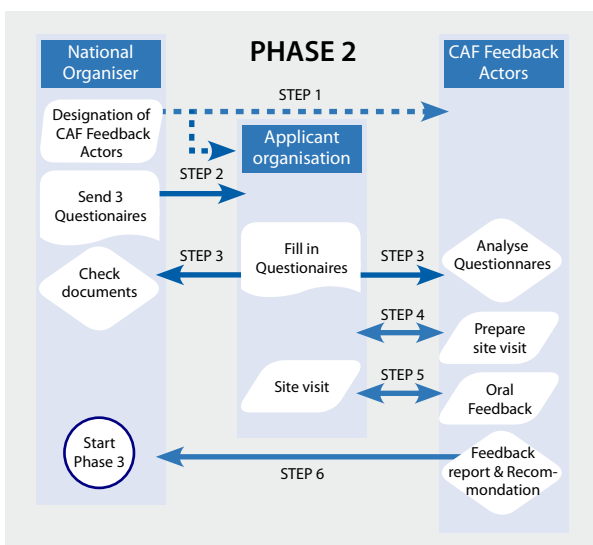 PHASE 2
National
Organiser
CAF Feedback
Actors
STEP 1
Designation of
CAF Feedback
Actors
Applicant
organisation
STEP 2
Send 3
Questionaires
STEP 3
Fill in
Questionaires
STEP 3
Analyse
Questionnares
Check
documents
STEP 4
Prepare
site visit
STEP 5
Site visit
Oral
Feedback
Start
Phase 3
STEP 6
Feedback
report & Recom-
mondation